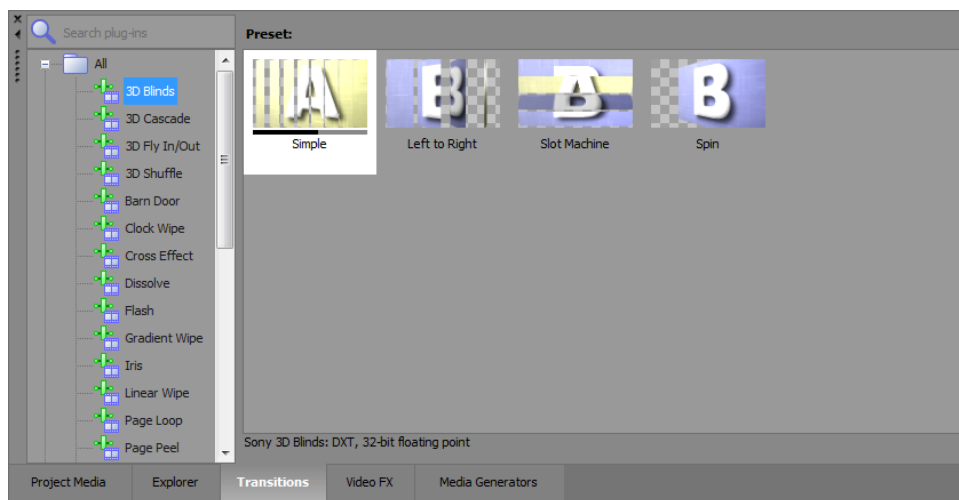 Search plug-ins
Preset:
All
3D Blinds
3D Cascade
3D Fly In/Out
3D Shuffle
Barn Door
Clock Wipe
Cross Effect
Dissolve
Flash
Gradient Wipe
Iris
Linear Wipe
Page Loop
Page Peel
A
B
B
B
Simple
Left to Right
Slot Machine
Spin
Sony 3D Blinds: DXT, 32-bit floating point
Project Media
Explorer
Transitions
Video FX
Media Generators